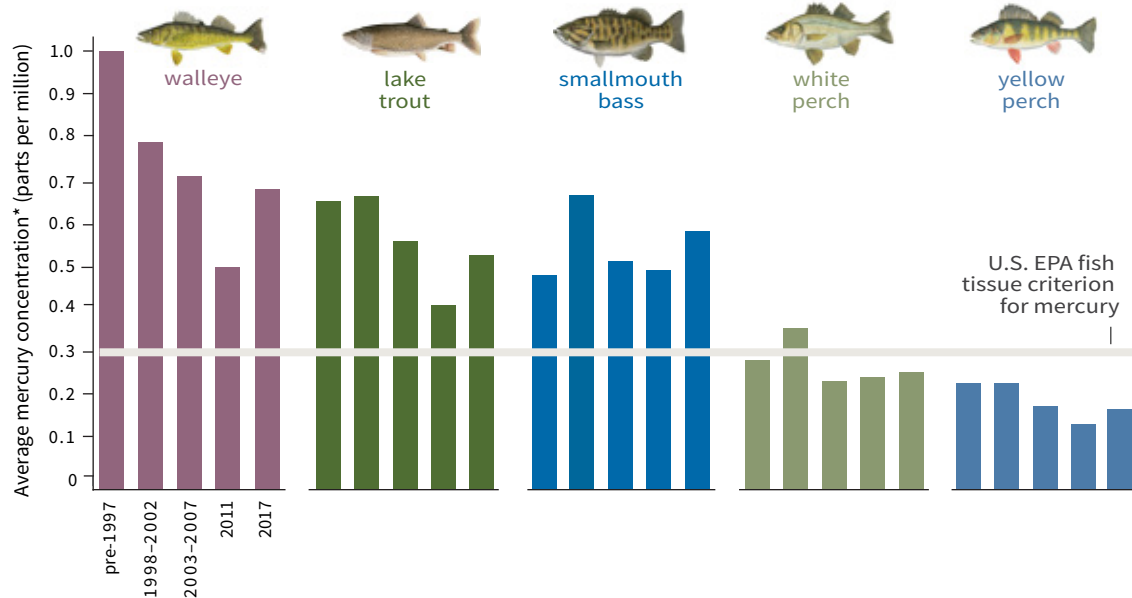 Average mercury concentration* (parts per million)
1.0
0.9
0.8
0.7
0.6
0.5
0.4
0.3
0.2
0.1
0
walleye
lake
trout
smallmouth
bass
white
perch
yellow
perch
U.S. EPA fish
tissue criterion
for mercury
pre-1997
1998–2002
2003–2007
2011
2017